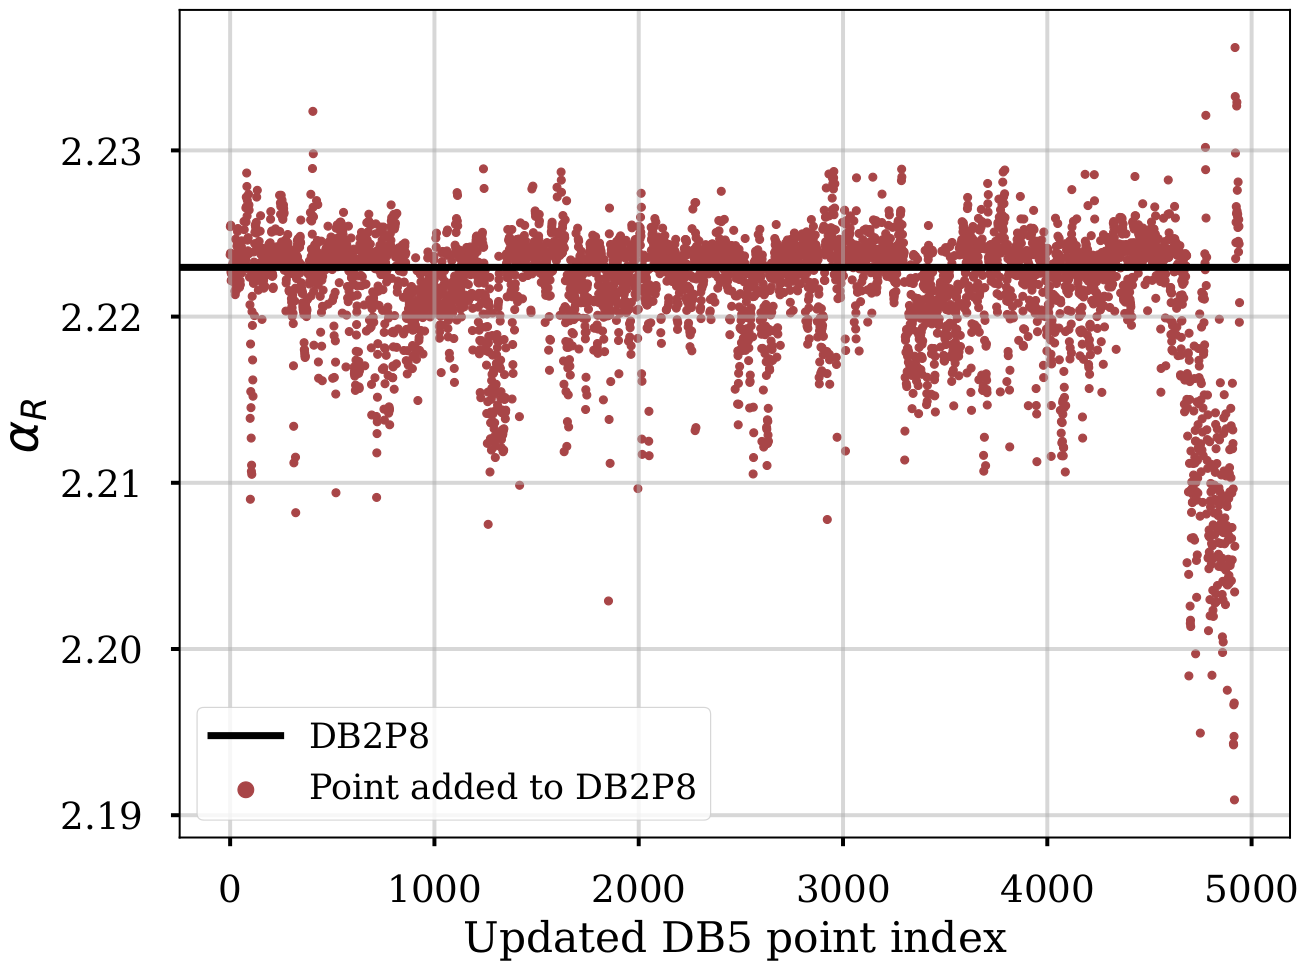 2.23
2.22
2.21
2.20
2.19
α_R
DB2P8
Point added to DB2P8
0 1000 2000 3000 4000 5000
Updated DB5 point index